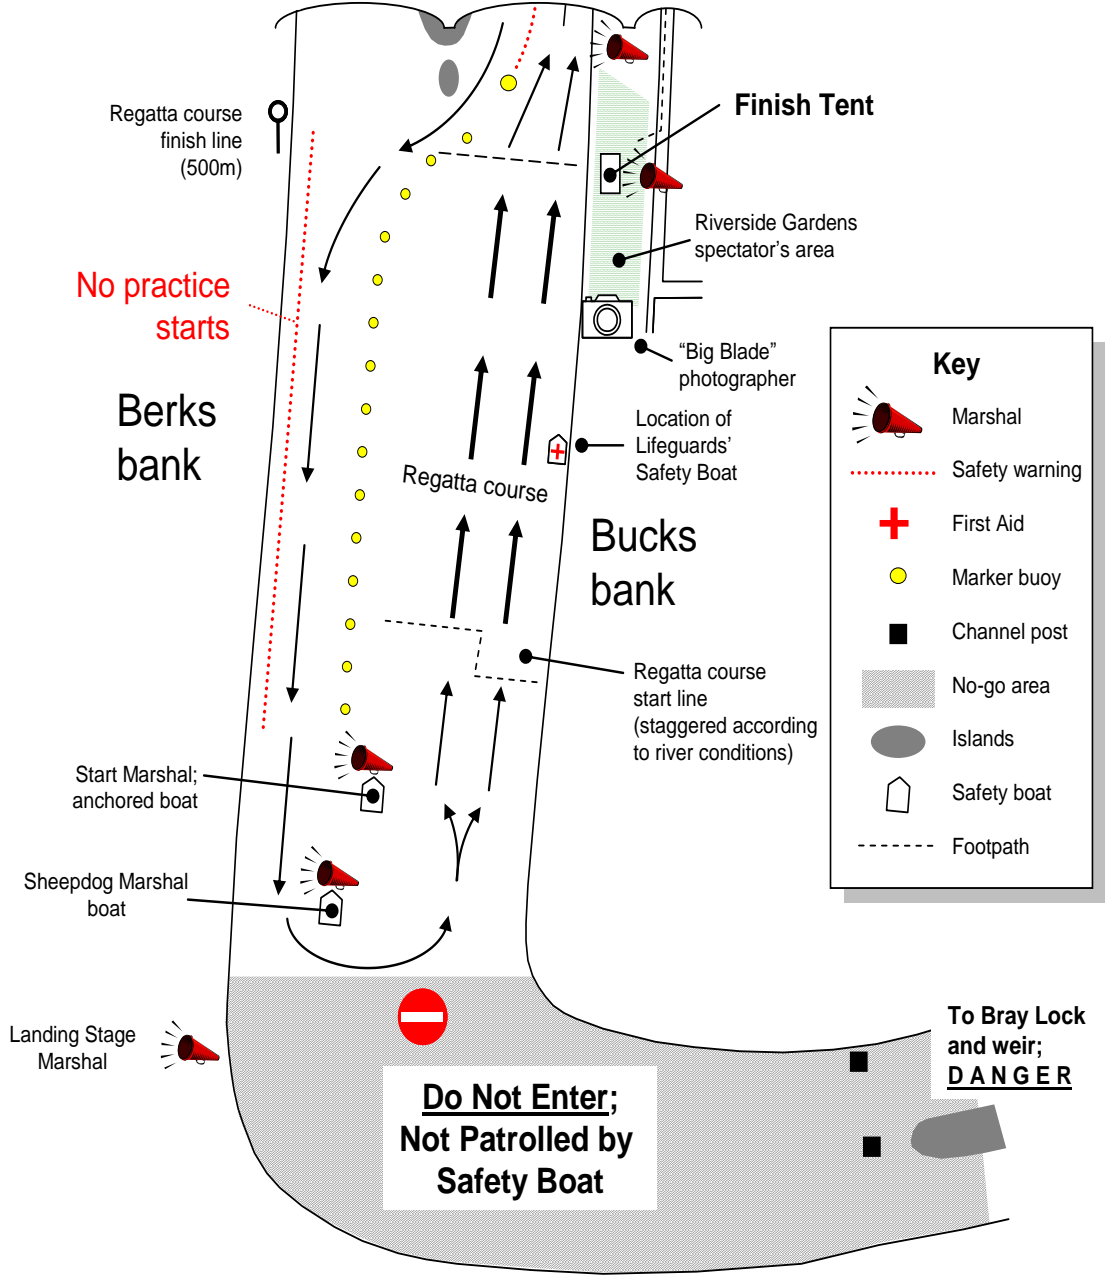 Regatta course
finish line
(500m)
Finish Tent
Riverside Gardens
spectator's area
No practice
starts
"Big Blade"
photographer
Berks
bank
Location of
Lifeguards'
Safety Boat
Regatta course
Bucks
bank
Regatta course
start line
(staggered according
to river conditions)
Start Marshal;
anchored boat
Sheepdog Marshal
boat
Landing Stage
Marshal
Do Not Enter;
Not Patrolled by
Safety Boat
To Bray Lock
and weir;
D A N G E R
Key
Marshal
Safety warning
First Aid
Marker buoy
Channel post
No-go area
Islands
Safety boat
Footpath